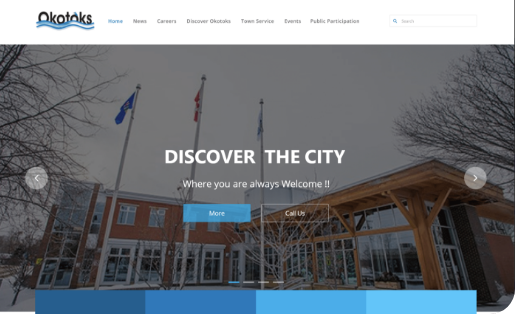 Okotoks
Home News Careers Discover Okotoks Town Service Events Public Participation Search
DISCOVER THE CITY
Where you are always Welcome !!
More Call Us